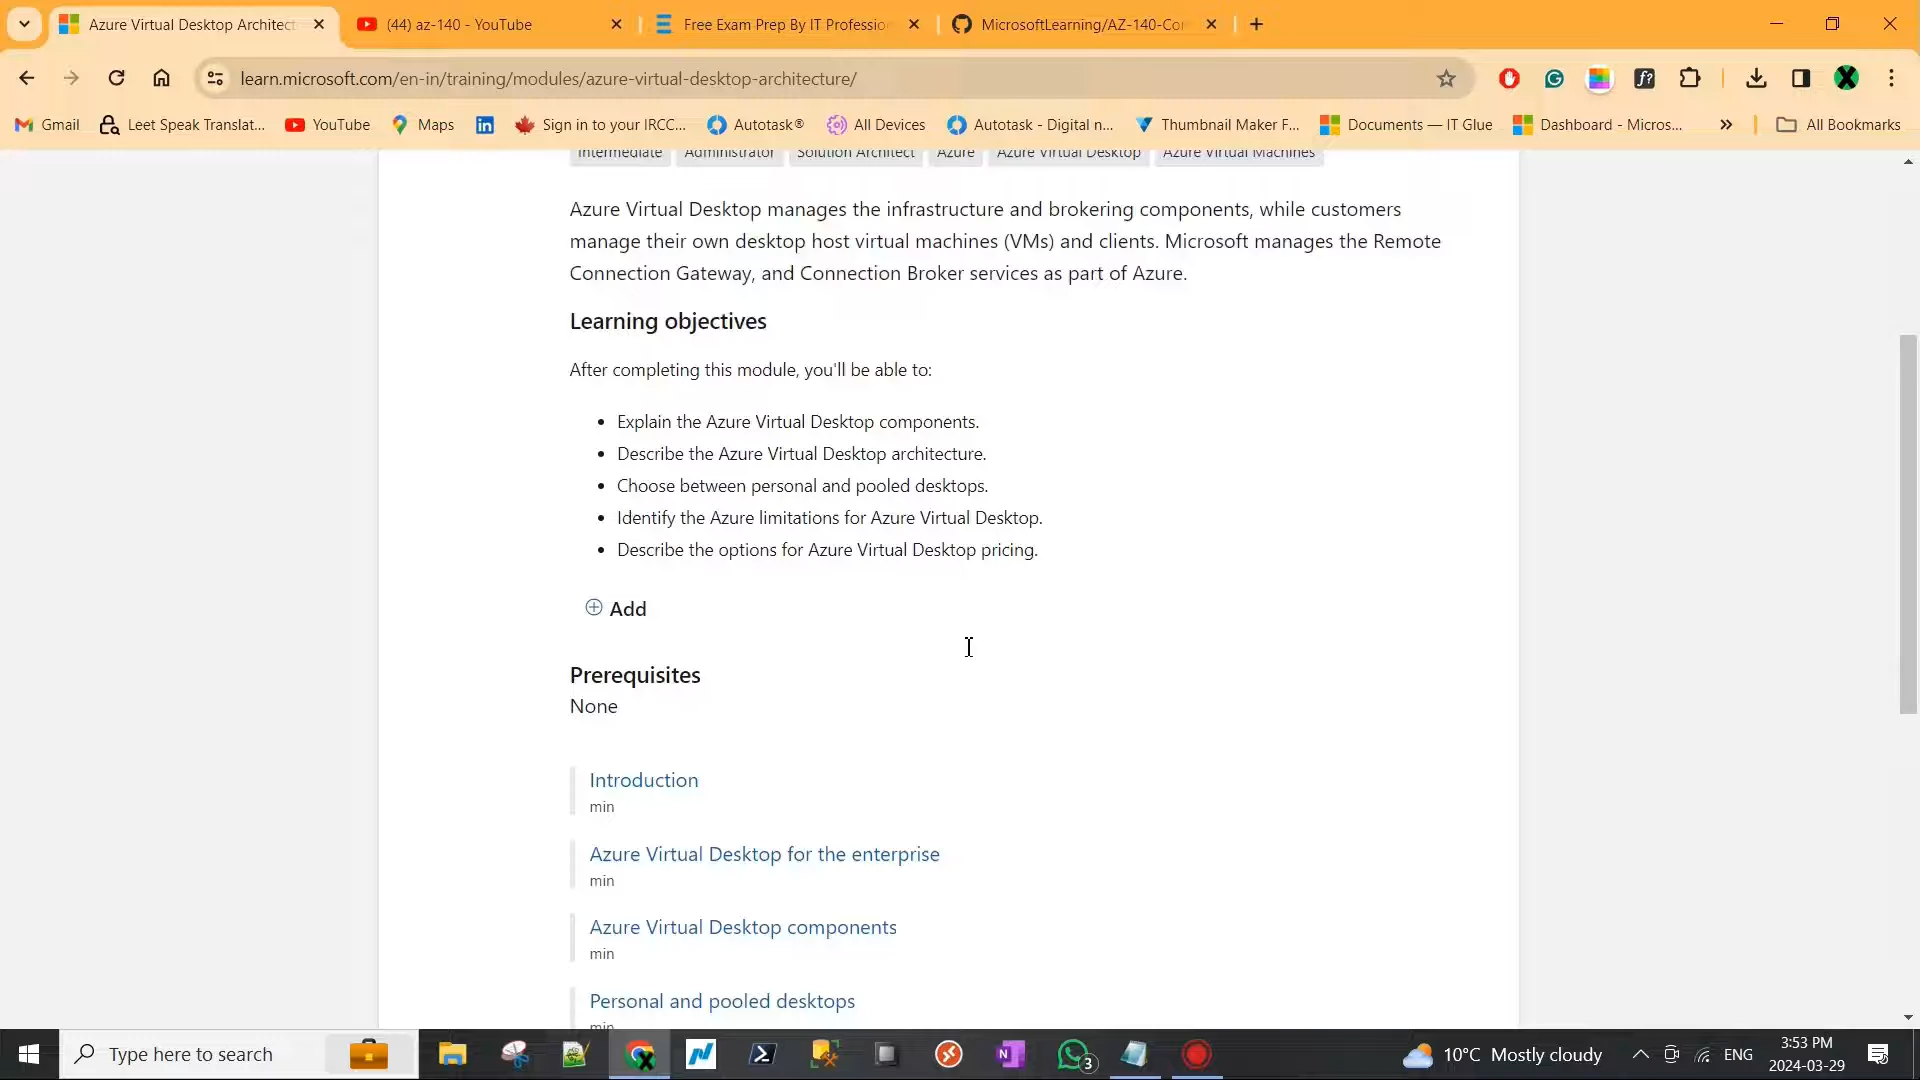 Azure Virtual Desktop Architect
(44) az-140 - YouTube
Free Exam Prep By IT Professio
MicrosoftLearning/AZ-140-Con
learn.microsoft.com/en-in/training/modules/azure-virtual-desktop-architecture/
f?
Gmail
Leet Speak Translat...
YouTube
Maps
in
Sign in to your IRCC...
Autotask®
All Devices
Autotask - Digital n...
Thumbnail Maker F...
Documents — IT Glue
Dashboard - Micros...
»
All Bookmarks
Intermediate Administrator Solution Architect Azure Azure Virtual Desktop Azure Virtual Machines
Azure Virtual Desktop manages the infrastructure and brokering components, while customers
manage their own desktop host virtual machines (VMs) and clients. Microsoft manages the Remote
Connection Gateway, and Connection Broker services as part of Azure.
Learning objectives
After completing this module, you'll be able to:
• Explain the Azure Virtual Desktop components.
• Describe the Azure Virtual Desktop architecture.
• Choose between personal and pooled desktops.
• Identify the Azure limitations for Azure Virtual Desktop.
• Describe the options for Azure Virtual Desktop pricing.
Add
Prerequisites
None
Introduction
min
Azure Virtual Desktop for the enterprise
min
Azure Virtual Desktop components
min
Personal and pooled desktops
min
Type here to search
N
3
10°C Mostly cloudy
ENG
3:53 PM
2024-03-29